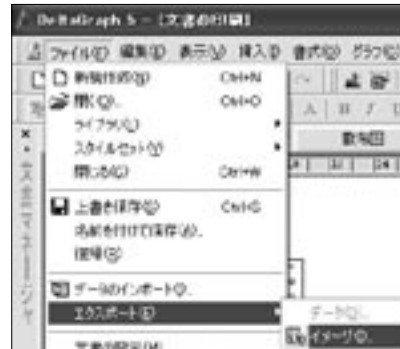 DeltaGraph 5 - [文書の印刷]
ファイル(F) 編集(E) 表示(V) 挿入(I) 書式(O) グラフ(G)
新規作成(N) Ctrl+N
開く(O)... Ctrl+O
ライブラリ(L)
スタイルセット(Y)
閉じる(C) Ctrl+W
上書き保存(S) Ctrl+S
名前を付けて保存(A)...
復帰(R)
散布図
データのインポート(I)...
エクスポート(E)
データ(D)...
イメージ(I)...